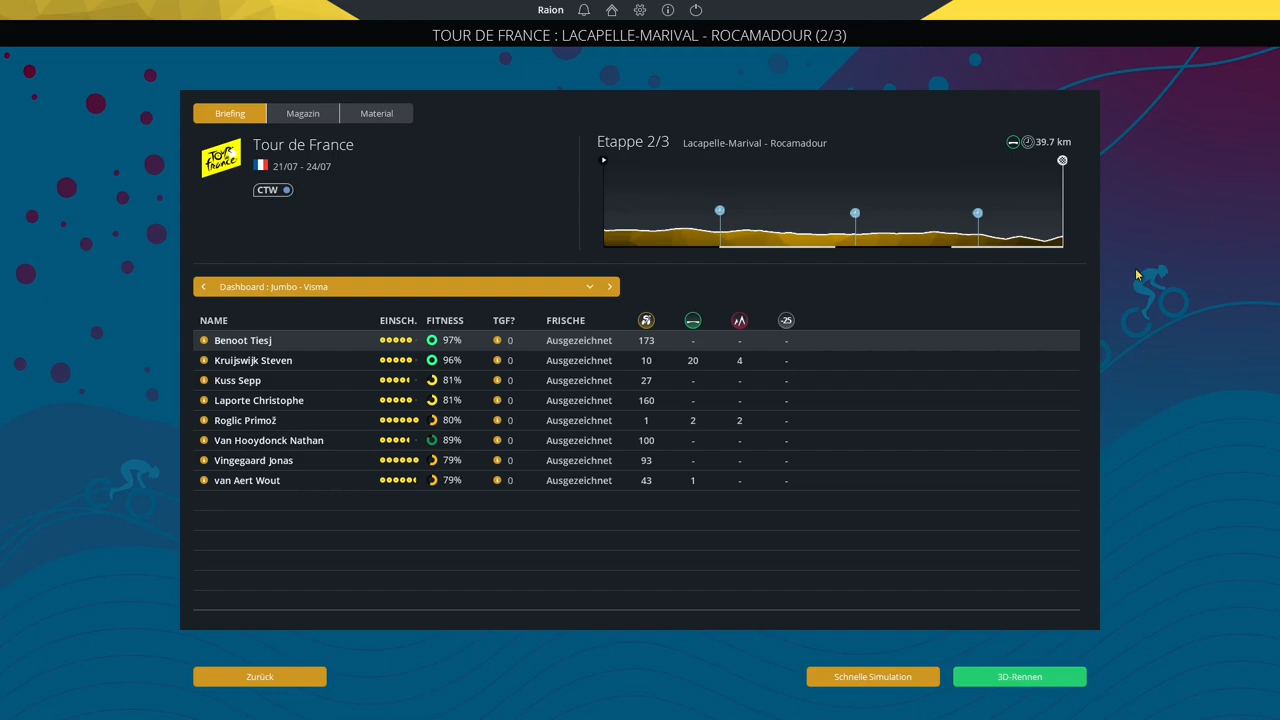 Raion
TOUR DE FRANCE : LACAPELLE-MARIVAL - ROCAMADOUR (2/3)
Briefing Magazin Material
TOUR de france
Tour de France
21/07 - 24/07
CTW
Etappe 2/3 Lacapelle-Marival - Rocamadour 39.7 km
Dashboard : Jumbo - Visma
NAME EINSCH. FITNESS TGF? FRISCHE -25
Benoot Tiesj 97% 0 Ausgezeichnet 173 - - -
Kruijswijk Steven 96% 0 Ausgezeichnet 10 20 4 -
Kuss Sepp 81% 0 Ausgezeichnet 27 - - -
Laporte Christophe 81% 0 Ausgezeichnet 160 - - -
Roglic Primož 80% 0 Ausgezeichnet 1 2 2 -
Van Hooydonck Nathan 89% 0 Ausgezeichnet 100 - - -
Vingegaard Jonas 79% 0 Ausgezeichnet 93 - - -
van Aert Wout 79% 0 Ausgezeichnet 43 1 - -
Zurück Schnelle Simulation 3D-Rennen